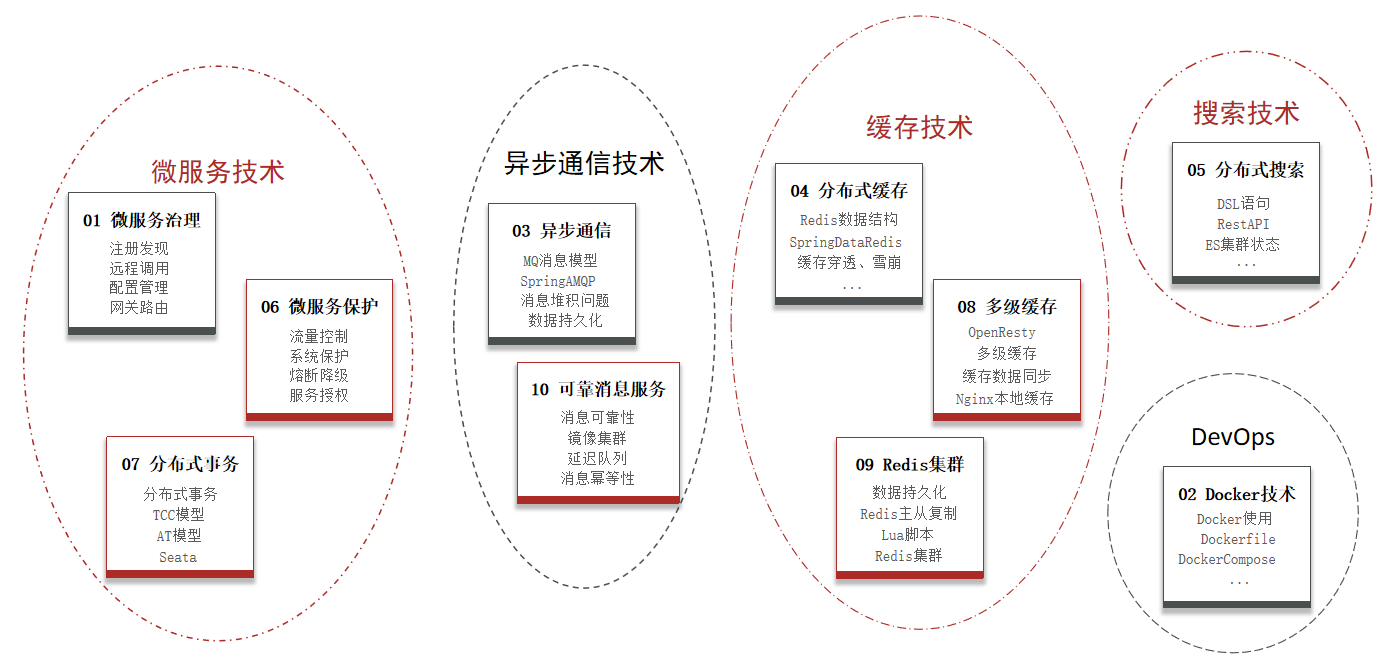 微服务技术
01 微服务治理
注册发现
远程调用
配置管理
网关路由
06 微服务保护
流量控制
系统保护
熔断降级
服务授权
07 分布式事务
分布式事务
TCC模型
AT模型
Seata
异步通信技术
03 异步通信
MQ消息模型
SpringAMQP
消息堆积问题
数据持久化
10 可靠消息服务
消息可靠性
镜像集群
延迟队列
消息幂等性
缓存技术
04 分布式缓存
Redis数据结构
SpringDataRedis
缓存穿透、雪崩
...
08 多级缓存
OpenResty
多级缓存
缓存数据同步
Nginx本地缓存
09 Redis集群
数据持久化
Redis主从复制
Lua脚本
Redis集群
搜索技术
05 分布式搜索
DSL语句
RestAPI
ES集群状态
...
DevOps
02 Docker技术
Docker使用
Dockerfile
DockerCompose
...